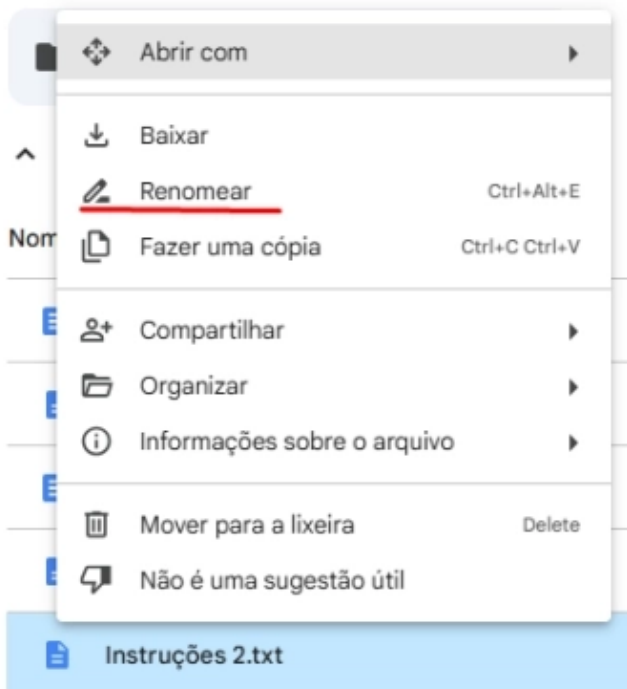 Abrir com
Baixar
Renomear Ctrl+Alt+E
Nom
Fazer uma cópia Ctrl+C Ctrl+V
Compartilhar
Organizar
Informações sobre o arquivo
Mover para a lixeira Delete
Não é uma sugestão útil
Instruções 2.txt